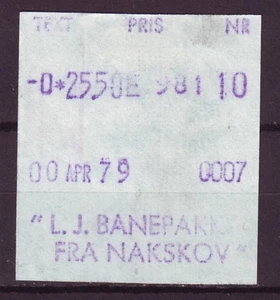 TEXT PRIS NR
-0*2550E 981 10
00 APR 79 0007
" L. J. BANEPAKK
FRA NAKSKOV "